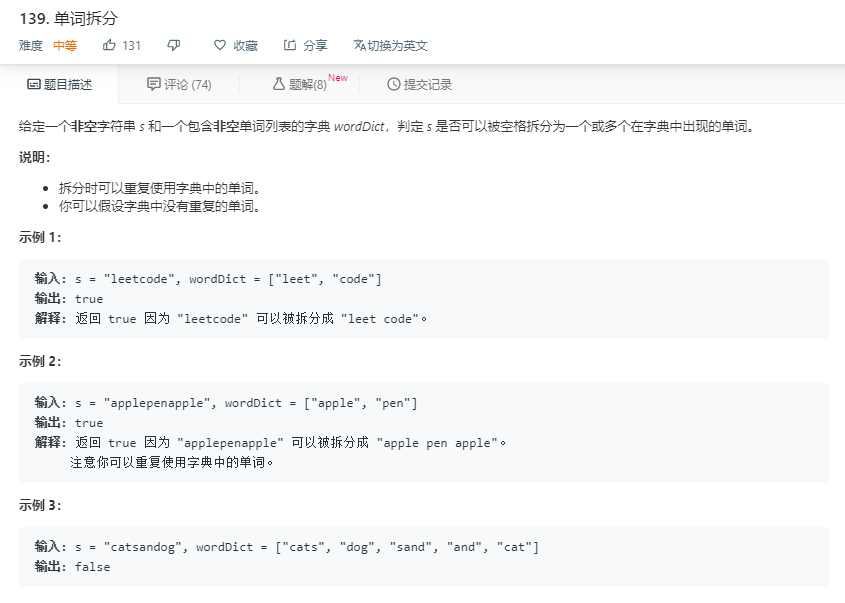 139. 单词拆分
难度 中等 131 收藏 分享 切换为英文
题目描述 评论 (74) 题解(8) New 提交记录
给定一个非空字符串 s 和一个包含非空单词列表的字典 wordDict，判定 s 是否可以被空格拆分为一个或多个在字典中出现的单词。
说明：
拆分时可以重复使用字典中的单词。
你可以假设字典中没有重复的单词。
示例 1：
输入: s = "leetcode", wordDict = ["leet", "code"]
输出: true
解释: 返回 true 因为 "leetcode" 可以被拆分成 "leet code"。
示例 2：
输入: s = "applepenapple", wordDict = ["apple", "pen"]
输出: true
解释: 返回 true 因为 "applepenapple" 可以被拆分成 "apple pen apple"。
注意你可以重复使用字典中的单词。
示例 3：
输入: s = "catsandog", wordDict = ["cats", "dog", "sand", "and", "cat"]
输出: false